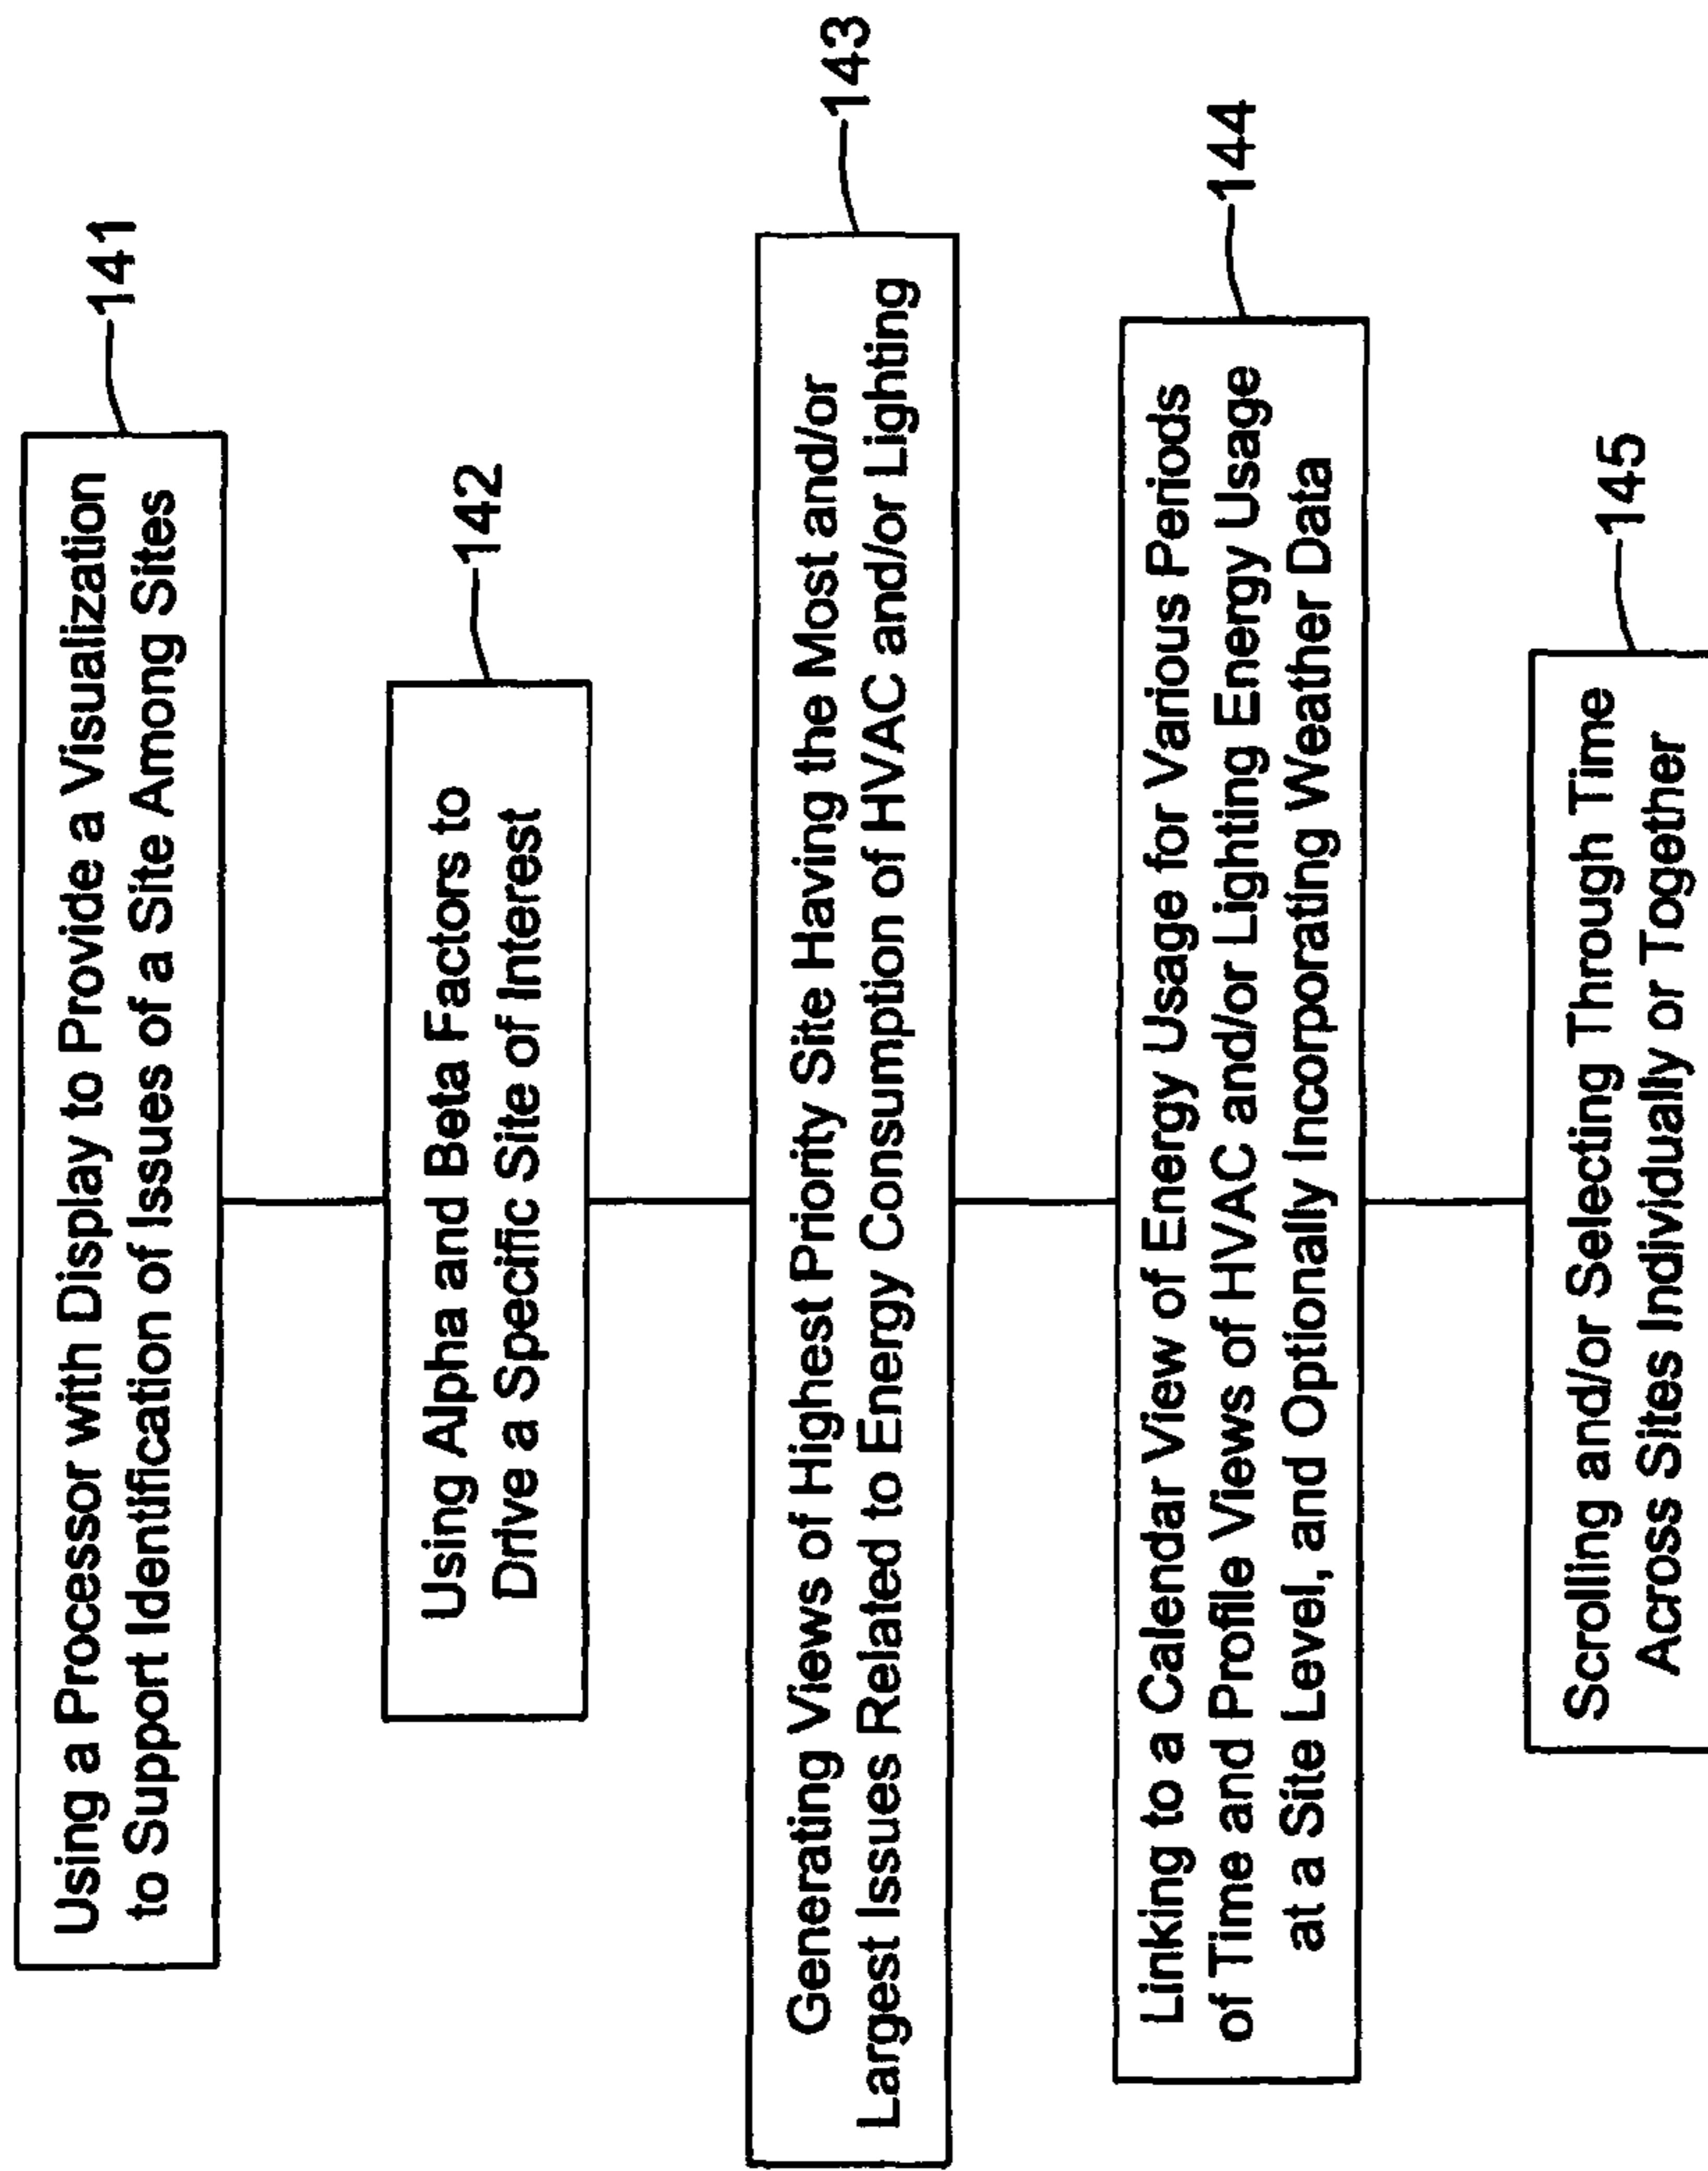 Using a Processor with Display to Provide a Visualization
to Support Identification of Issues of a Site Among Sites
141
Using Alpha and Beta Factors to
Drive a Specific Site of Interest
142
Generating Views of Highest Priority Site Having the Most and/or
Largest Issues Related to Energy Consumption of HVAC and/or Lighting
143
Linking to a Calendar View of Energy Usage for Various Periods
of Time and Profile Views of HVAC and/or Lighting Energy Usage
at a Site Level, and Optionally Incorporating Weather Data
144
Scrolling and/or Selecting Through Time
Across Sites Individually or Together
145